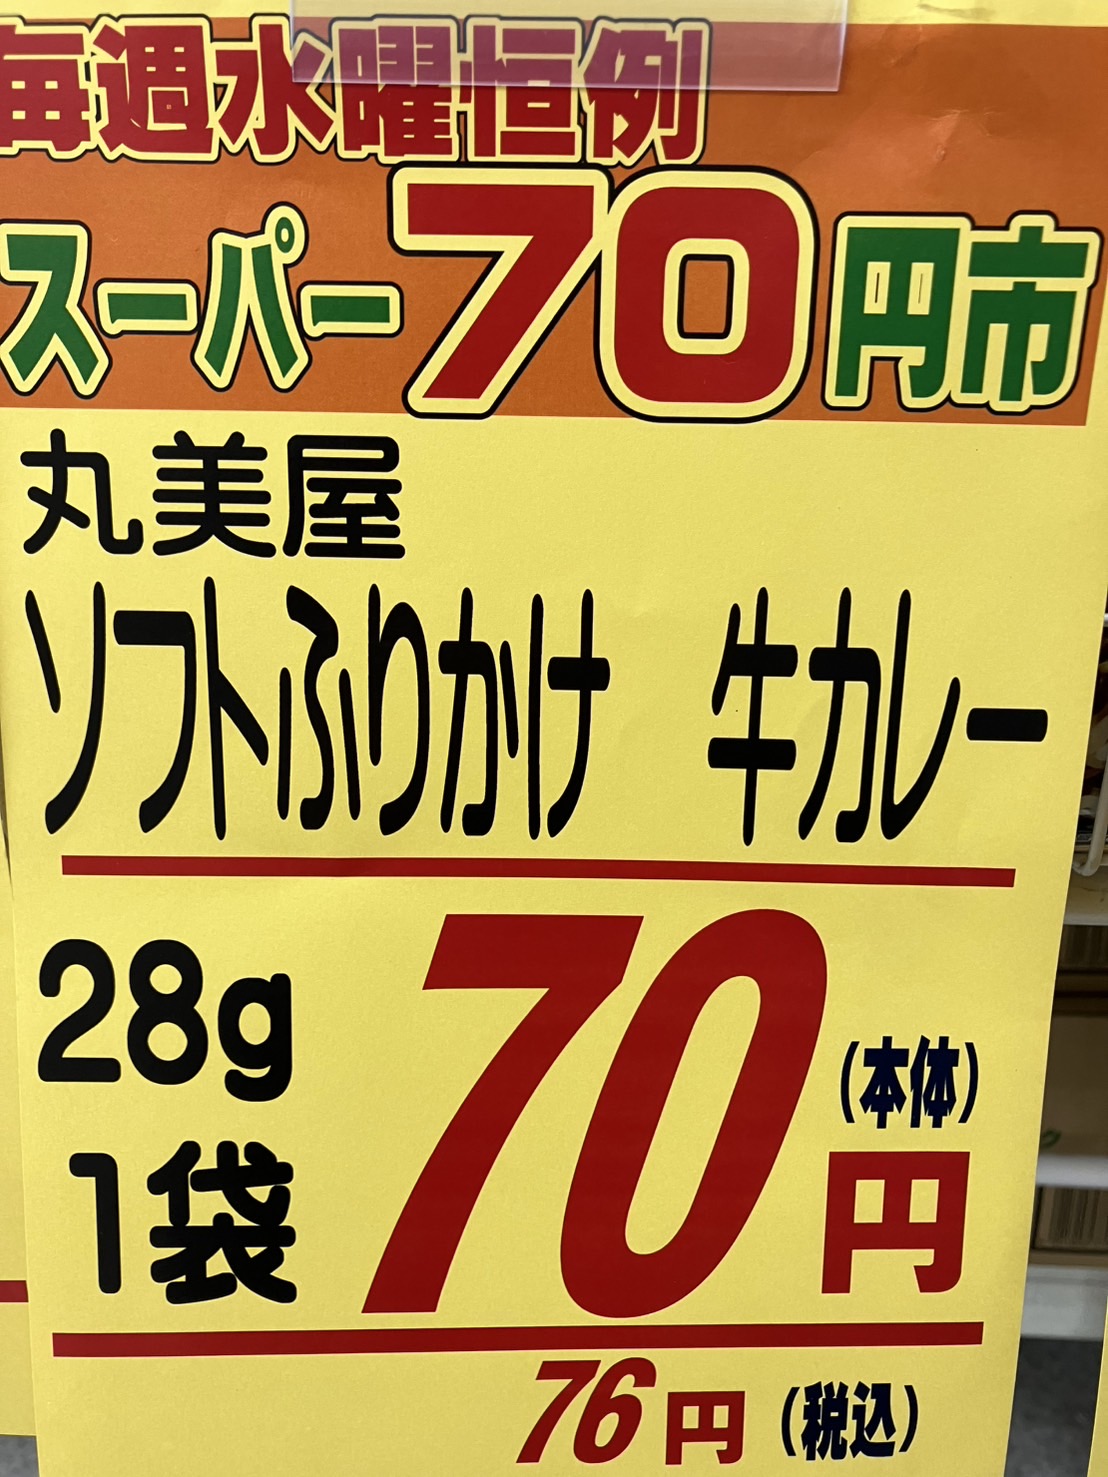 毎週水曜恒例
スーパー70円市
丸美屋
ソフトふりかけ 牛カレー
28g
1袋
70円
(本体)
76円(税込)